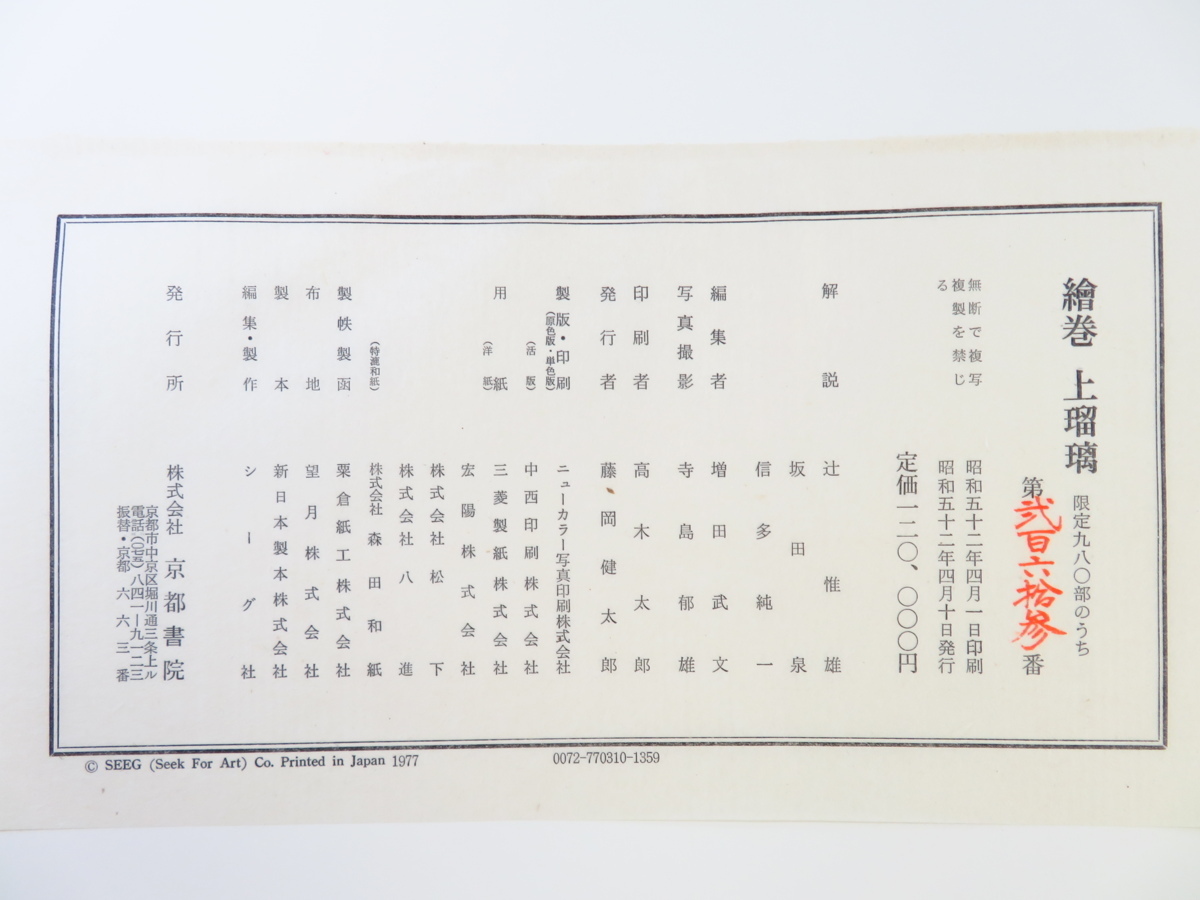 繪巻 上瑠璃 限定九八〇部のうち
第弐百六拾参番
昭和五十二年四月一日印刷
無断で複写
複製を禁じ
る
昭和五十二年四月十日発行
定価一二〇、〇〇〇円
解説 辻惟雄
坂田泉
信多純一
編集者 増田武文
写真撮影 寺島郁雄
印刷者 高木太郎
発行者 藤岡健太郎
製版・印刷(原色版・単色版) ニューカラー写真印刷株式会社
(活版) 中西印刷株式会社
用紙(洋紙) 三菱製紙株式会社
宏陽株式会社
株式会社松下
株式会社八進
(特漉和紙) 株式会社森田和紙
製帙製函 栗倉紙工株式会社
布地 望月株式会社
製本 新日本製本株式会社
編集・製作 シーグ社
発行所 株式会社 京都書院
京都市中京区堀川通三条上ル
電話(〇七五)八四一―九一二三
振替・京都六六三番
© SEEG (Seek For Art) Co. Printed in Japan 1977
0072-770310-1359